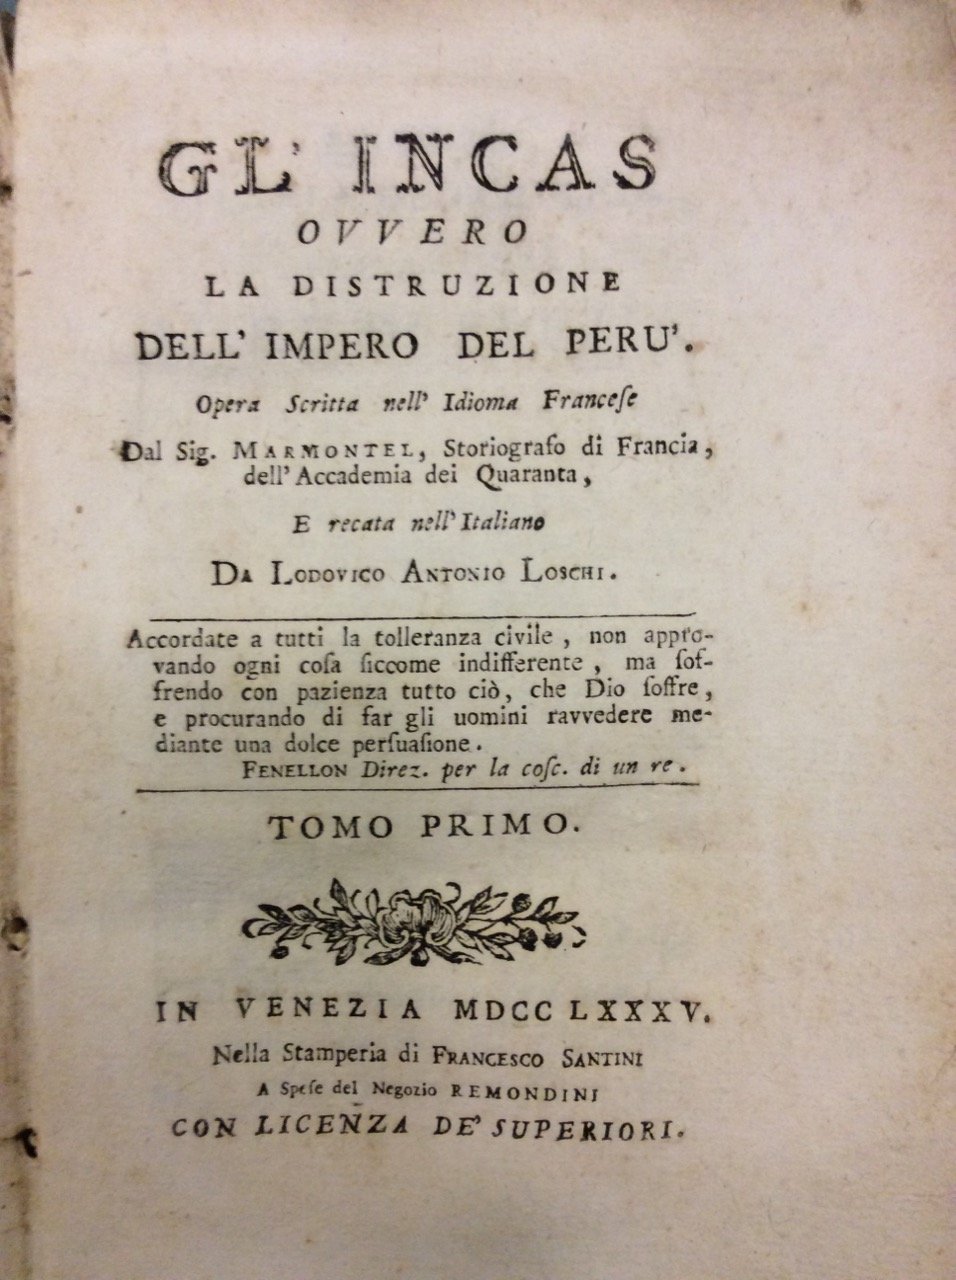 GL' INCAS
OVVERO
LA DISTRUZIONE
DELL' IMPERO DEL PERU'.
Opera Scritta nell' Idioma Franceſe
Dal Sig. MARMONTEL, Storiografo di Francia,
dell' Accademia dei Quaranta,
E recata nell' Italiano
DA LODOVICO ANTONIO LOSCHI.
Accordate a tutti la tolleranza civile, non appro-
vando ogni coſa ſiccome indifferente, ma ſof-
frendo con pazienza tutto ciò, che Dio ſoffre,
e procurando di far gli uomini ravvedere me-
diante una dolce perſuaſione.
FENELLON Direz. per la coſc. di un re.
TOMO PRIMO.
IN VENEZIA MDCCLXXXV.
Nella Stamperia di FRANCESCO SANTINI
A Speſe del Negozio REMONDINI
CON LICENZA DE' SUPERIORI.